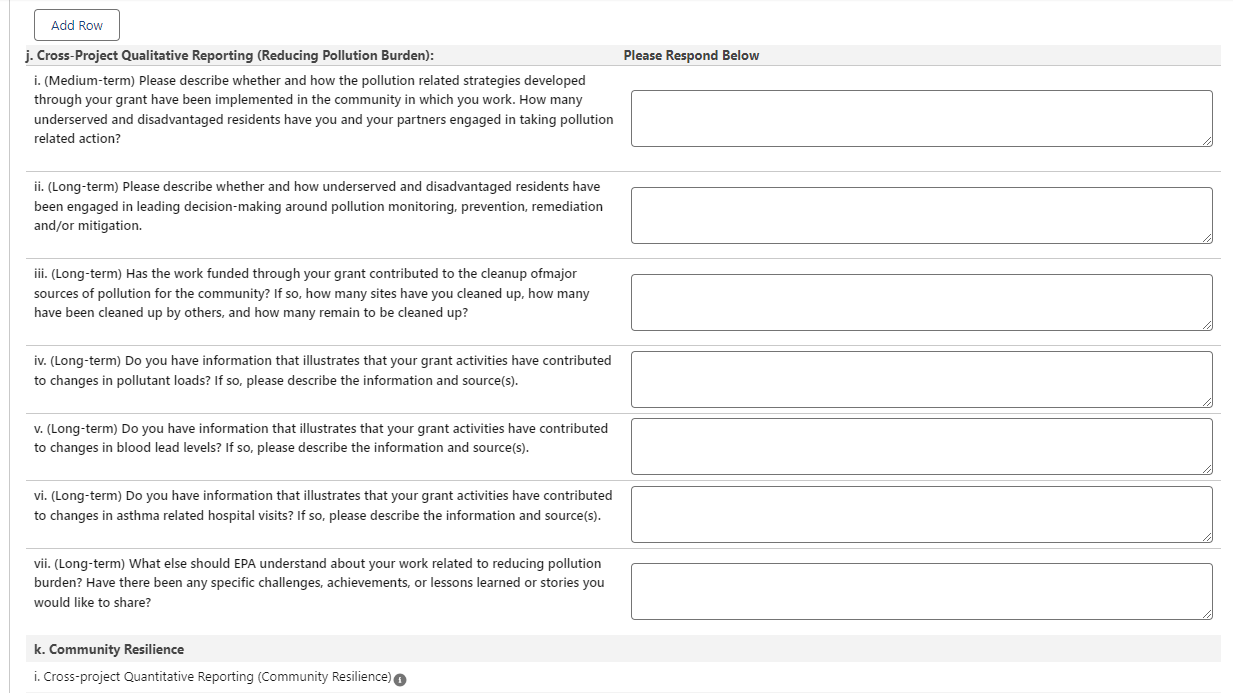 Add Row
j. Cross-Project Qualitative Reporting (Reducing Pollution Burden):
Please Respond Below
i. (Medium-term) Please describe whether and how the pollution related strategies developed
through your grant have been implemented in the community in which you work. How many
underserved and disadvantaged residents have you and your partners engaged in taking pollution
related action?
ii. (Long-term) Please describe whether and how underserved and disadvantaged residents have
been engaged in leading decision-making around pollution monitoring, prevention, remediation
and/or mitigation.
iii. (Long-term) Has the work funded through your grant contributed to the cleanup ofmajor
sources of pollution for the community? If so, how many sites have you cleaned up, how many
have been cleaned up by others, and how many remain to be cleaned up?
iv. (Long-term) Do you have information that illustrates that your grant activities have contributed
to changes in pollutant loads? If so, please describe the information and source(s).
v. (Long-term) Do you have information that illustrates that your grant activities have contributed
to changes in blood lead levels? If so, please describe the information and source(s).
vi. (Long-term) Do you have information that illustrates that your grant activities have contributed
to changes in asthma related hospital visits? If so, please describe the information and source(s).
vii. (Long-term) What else should EPA understand about your work related to reducing pollution
burden? Have there been any specific challenges, achievements, or lessons learned or stories you
would like to share?
k. Community Resilience
i. Cross-project Quantitative Reporting (Community Resilience)